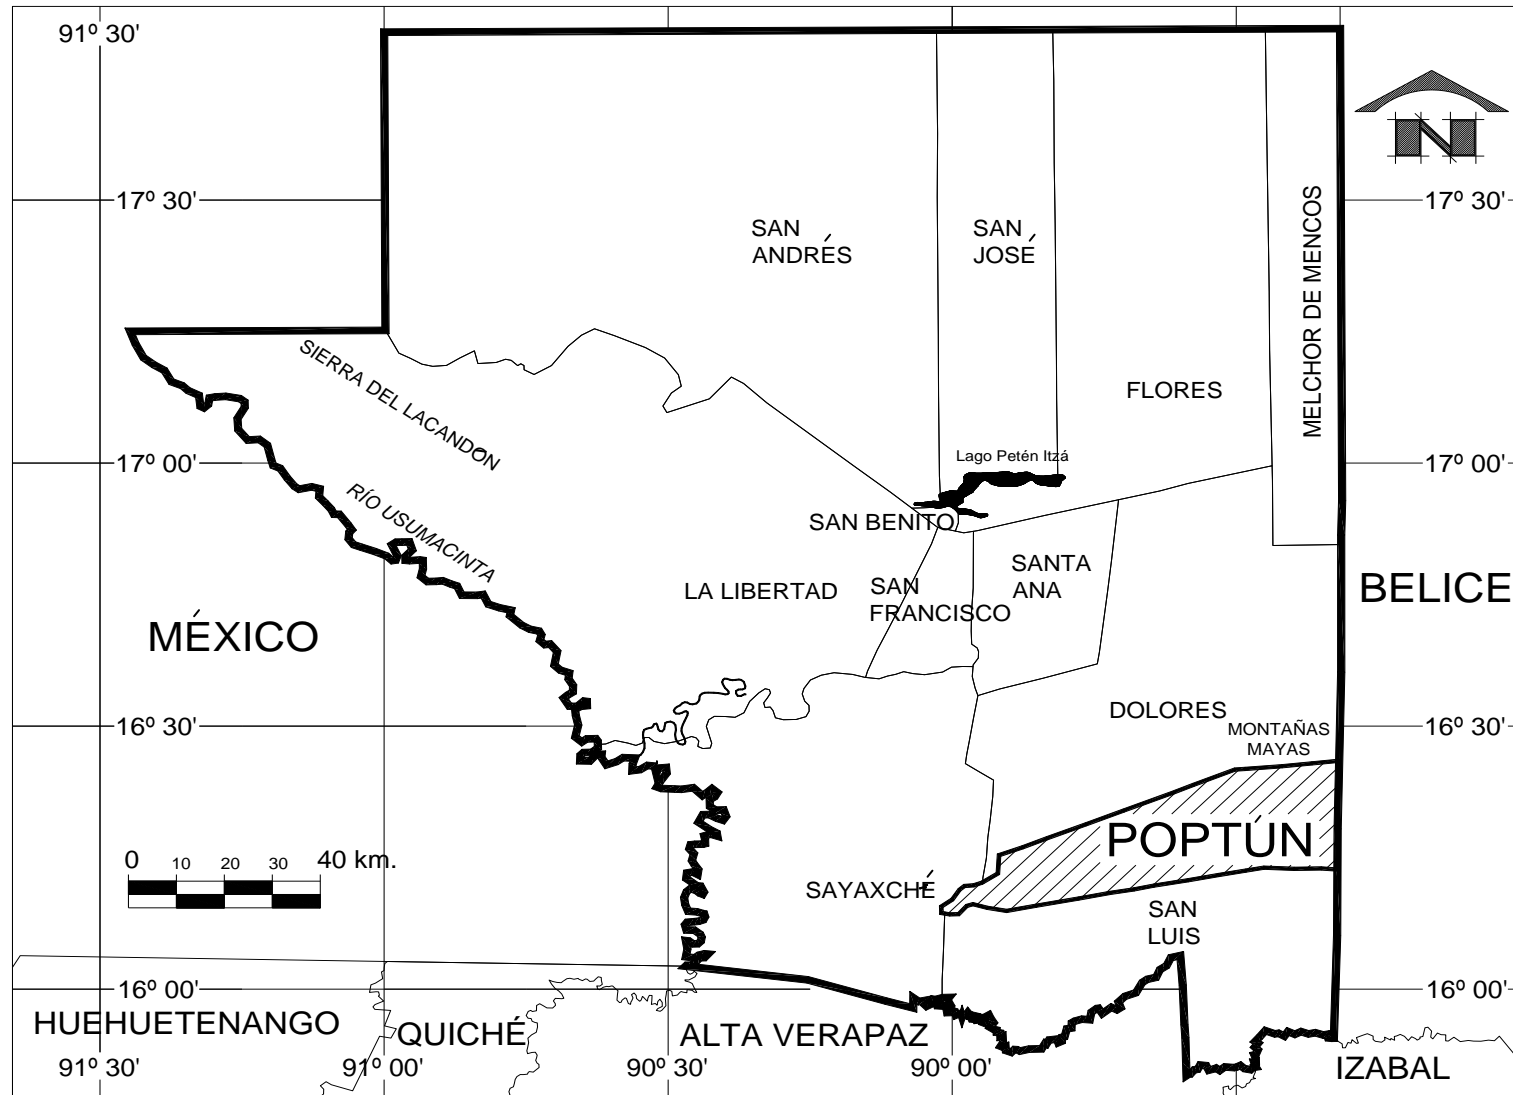 91º 30'
N
17º 30'
17º 30'
SAN
ANDRÉS
SAN
JOSÉ
MELCHOR DE MENCOS
SIERRA DEL LACANDÓN
FLORES
17º 00'
Lago Petén Itzá
17º 00'
RÍO USUMACINTA
SAN BENITO
LA LIBERTAD
SAN
FRANCISCO
SANTA
ANA
BELICE
MÉXICO
DOLORES
16º 30'
MONTAÑAS
MAYAS
16º 30'
POPTÚN
0 10 20 30 40 km.
SAYAXCHÉ
SAN
LUIS
16º 00'
16º 00'
HUEHUETENANGO
QUICHÉ
ALTA VERAPAZ
IZABAL
91º 30'
91º 00'
90º 30'
90º 00'